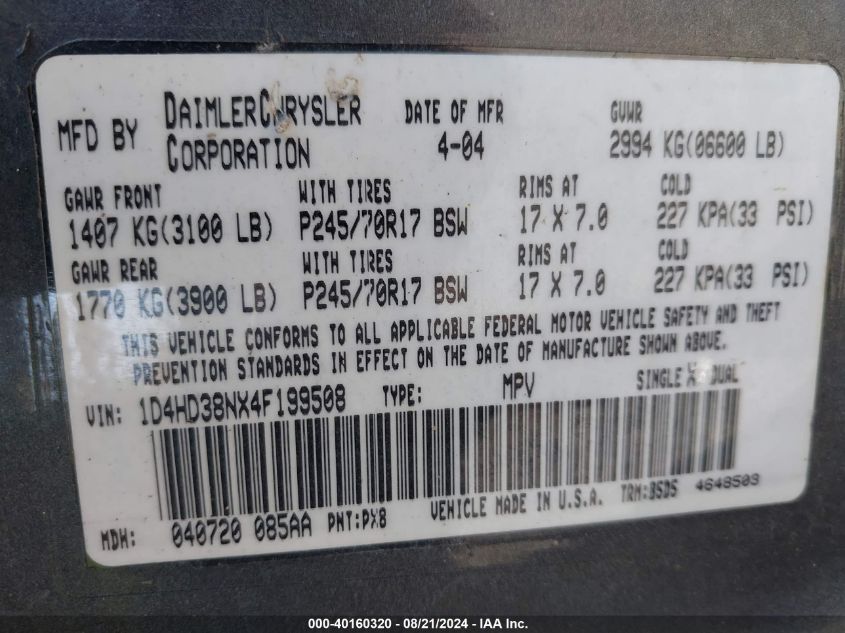 MFD BY DAIMLERCHRYSLER CORPORATION DATE OF MFR 4-04 GVWR 2994 KG(06600 LB)
GAWR FRONT WITH TIRES RIMS AT COLD
1407 KG(3100 LB) P245/70R17 BSW 17 X 7.0 227 KPA(33 PSI)
GAWR REAR WITH TIRES RIMS AT COLD
1770 KG(3900 LB) P245/70R17 BSW 17 X 7.0 227 KPA(33 PSI)
THIS VEHICLE CONFORMS TO ALL APPLICABLE FEDERAL MOTOR VEHICLE SAFETY AND THEFT
PREVENTION STANDARDS IN EFFECT ON THE DATE OF MANUFACTURE SHOWN ABOVE.
VIN: 1D4HD38NX4F199508 TYPE: MPV SINGLE X DUAL
MDH: 040720 085AA PNT:PX8 VEHICLE MADE IN U.S.A. TRM:BSD5 4648503
000-40160320 - 08/21/2024 - IAA Inc.